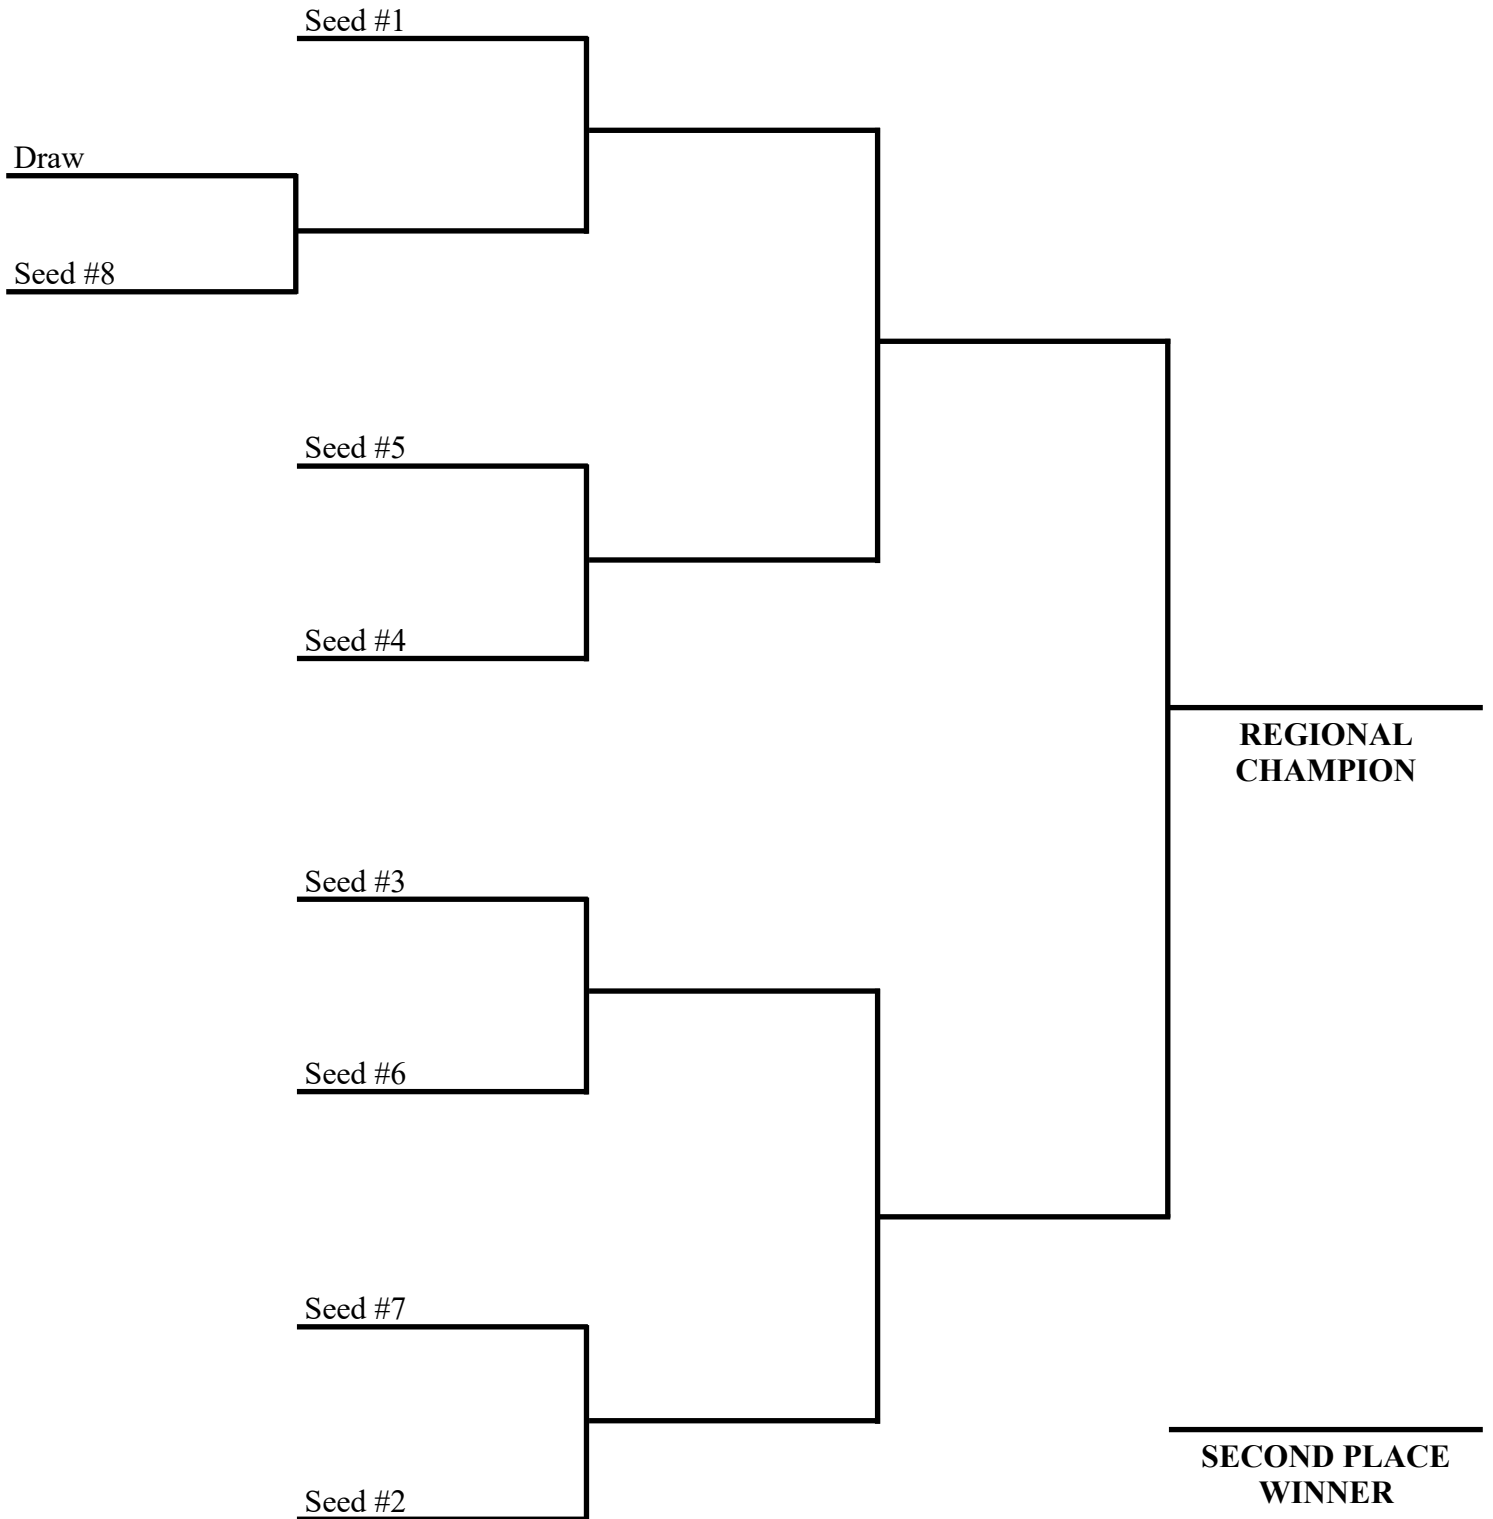 Seed #1
Draw
Seed #8
Seed #5
Seed #4
REGIONAL
CHAMPION
Seed #3
Seed #6
Seed #7
SECOND PLACE
WINNER
Seed #2